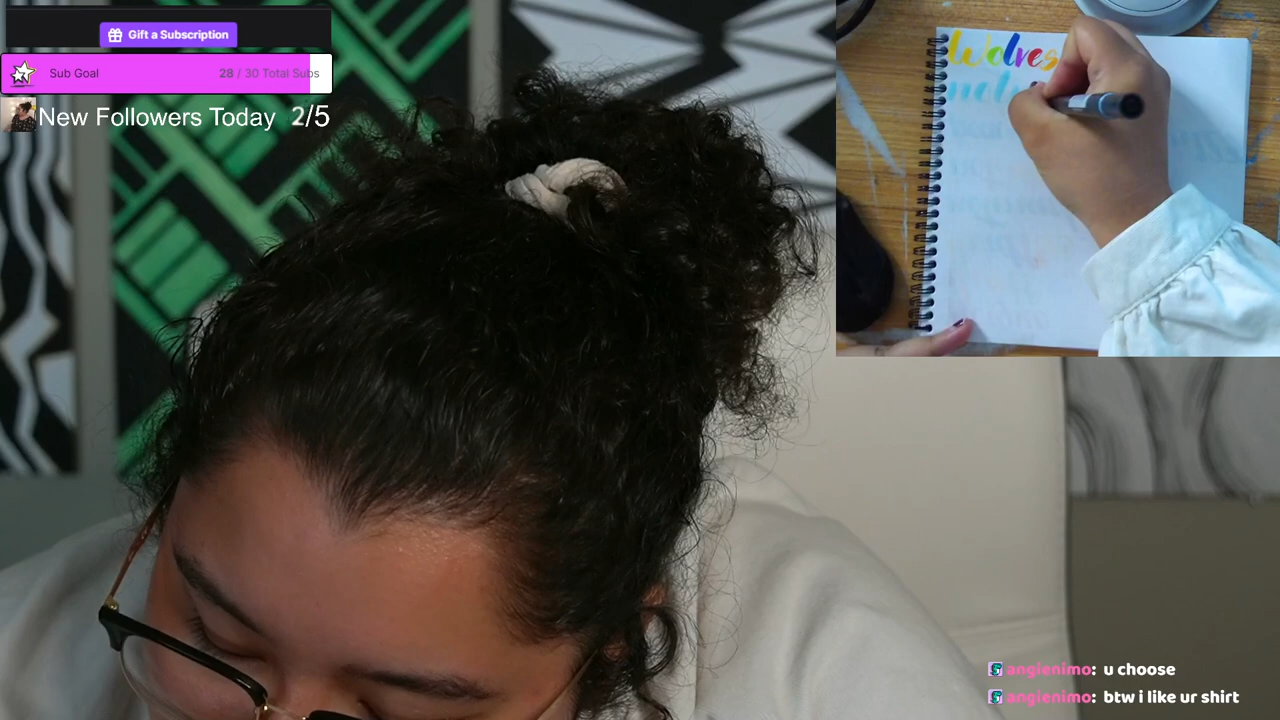 Gift a Subscription
Sub Goal 28 / 30 Total Subs
New Followers Today 2/5
Wolves
angienimo: u choose
angienimo: btw i like ur shirt